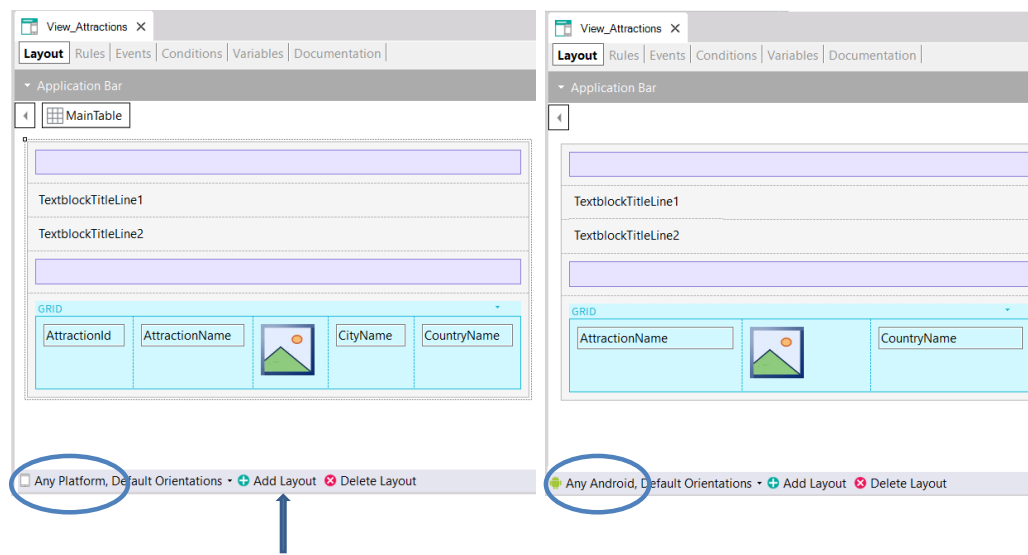 View_Attractions
Layout Rules Events Conditions Variables Documentation
Application Bar
MainTable
TextblockTitleLine1
TextblockTitleLine2
GRID
AttractionId AttractionName CityName CountryName
Any Platform, Default Orientations Add Layout Delete Layout
View_Attractions
Layout Rules Events Conditions Variables Documentation
Application Bar
TextblockTitleLine1
TextblockTitleLine2
GRID
AttractionName CountryName
Any Android, Default Orientations Add Layout Delete Layout